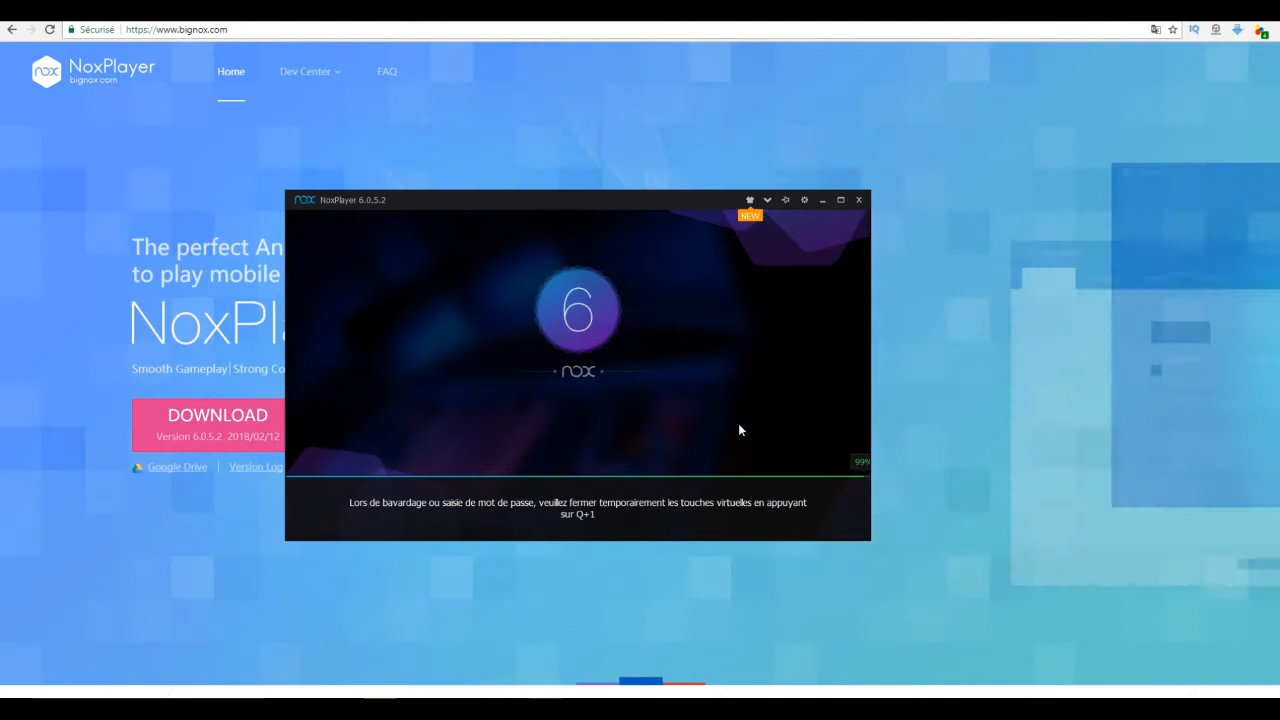 Sécurisé
https://www.bignox.com
IQ
NoxPlayer
bignox.com
Home
Dev Center
FAQ
nox NoxPlayer 6.0.5.2
NEW
The perfect An
to play mobile
NoxPl
Smooth Gameplay Strong Co
6
nox
DOWNLOAD
Version 6.0.5.2 2018/02/12
Google Drive
Version Log
99%
Lors de bavardage ou saisie de mot de passe, veuillez fermer temporairement les touches virtuelles en appuyant
sur Q+1